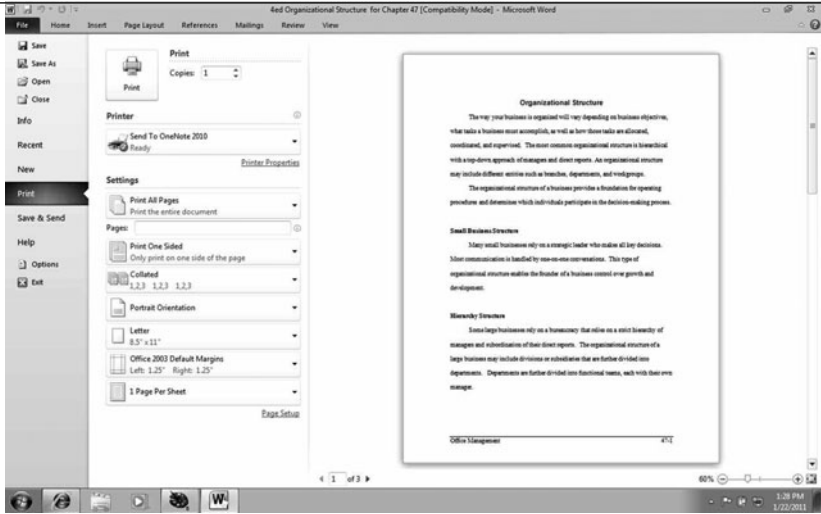 4ed Organizational Structure for Chapter 47 [Compatibility Mode] - Microsoft Word
File Home Insert Page Layout References Mailings Review View
Save
Save As
Open
Close
Info
Recent
New
Print
Save & Send
Help
Options
Exit
Print
Print
Copies: 1
Printer
Send To OneNote 2010
Ready
Printer Properties
Settings
Print All Pages
Print the entire document
Pages:
Print One Sided
Only print on one side of the page
Collated
1,2,3 1,2,3 1,2,3
Portrait Orientation
Letter
8.5" x 11"
Office 2003 Default Margins
Left: 1.25" Right: 1.25"
1 Page Per Sheet
Page Setup
Organizational Structure
The way your business is organized will vary depending on business objectives,
what tasks a business must accomplish, as well as how those tasks are allocated,
coordinated, and supervised. The most common organizational structure is hierarchical
with a top-down approach of managers and direct reports. An organizational structure
may include different entities such as branches, departments, and workgroups.
The organizational structure of a business provides a foundation for operating
procedures and determines which individuals participate in the decision-making process.
Small Business Structure
Many small businesses rely on a strategic leader who makes all key decisions.
Most communication is handled by one-on-one conversations. This type of
organizational structure enables the founder of a business control over growth and
development.
Hierarchy Structure
Some large businesses rely on a bureaucracy that relies on a strict hierarchy of
managers and subordination of their direct reports. The organizational structure of a
large business may include divisions or subsidiaries that are further divided into
departments. Departments are further divided into functional teams, each with their own
manager.
Office Management 47-1
1 of 3
60%
1:28 PM
1/22/2011